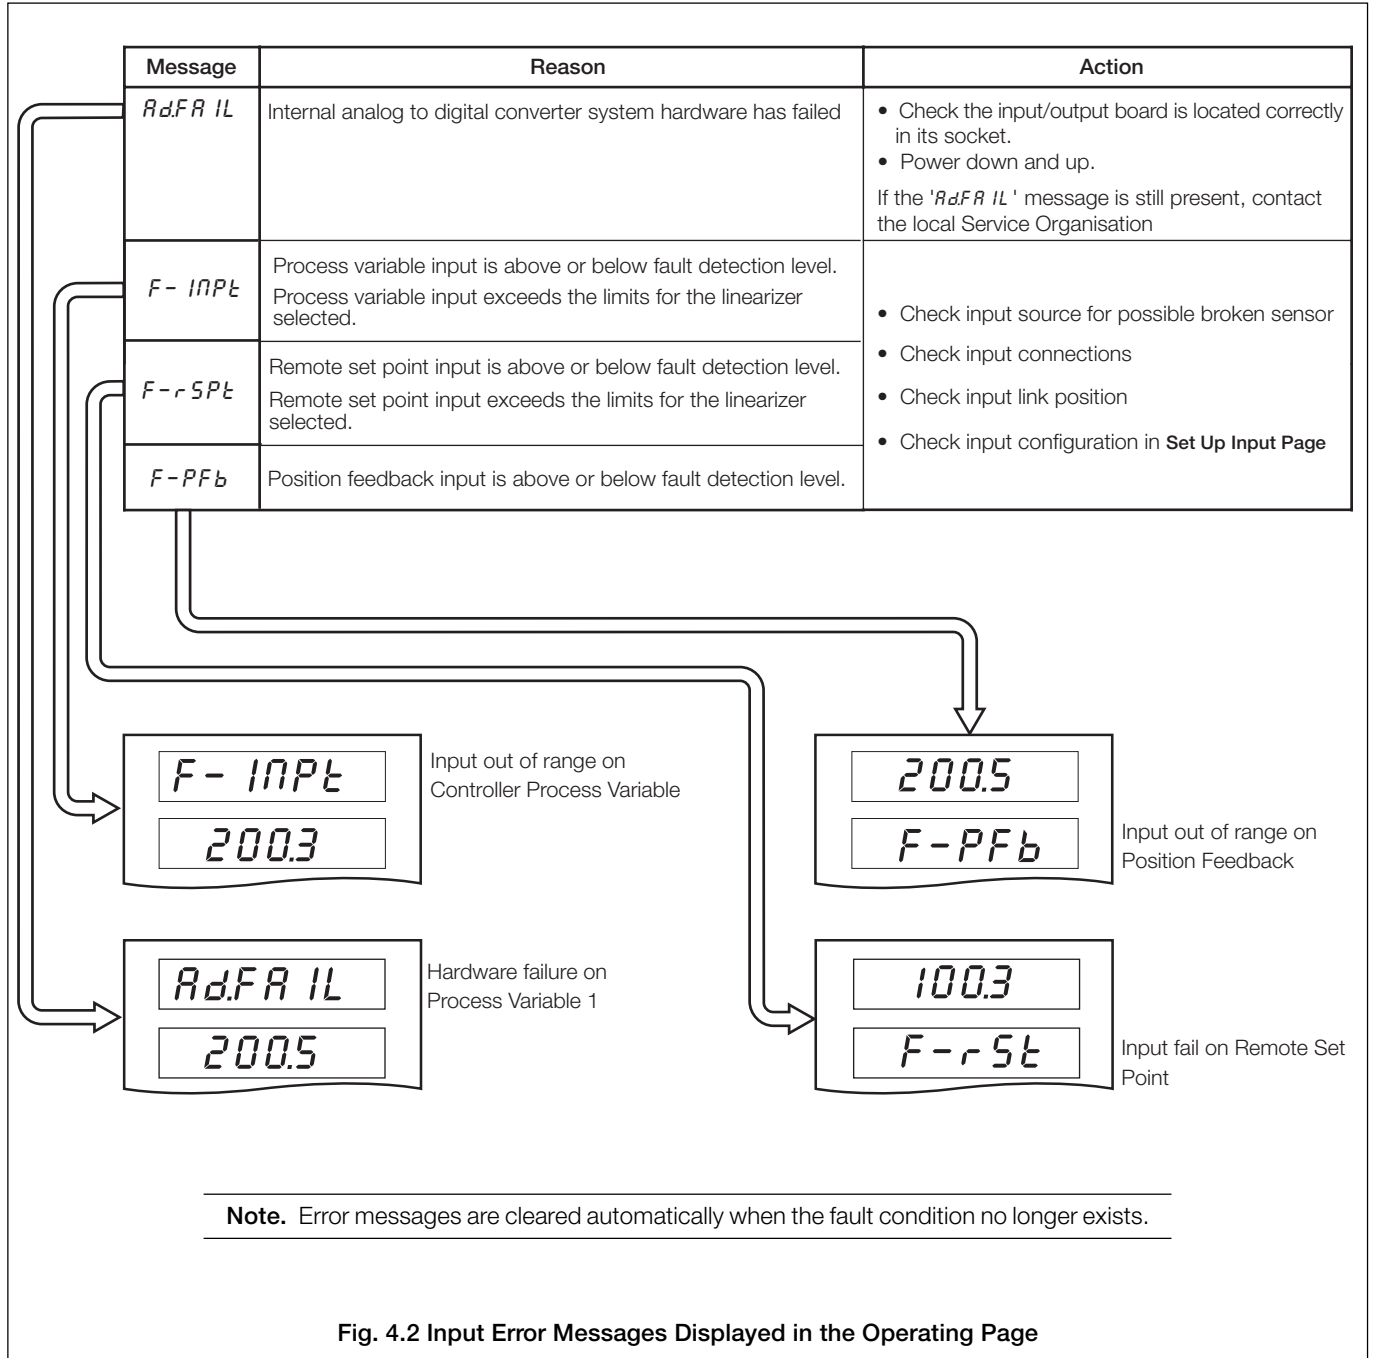 Message Reason Action
Ad.FAIL
Internal analog to digital converter system hardware has failed
• Check the input/output board is located correctly
in its socket.
• Power down and up.
If the 'Ad.FAIL' message is still present, contact
the local Service Organisation
F-INPt
Process variable input is above or below fault detection level.
Process variable input exceeds the limits for the linearizer
selected.
F-rSPt
Remote set point input is above or below fault detection level.
Remote set point input exceeds the limits for the linearizer
selected.
F-PFb
Position feedback input is above or below fault detection level.
• Check input source for possible broken sensor
• Check input connections
• Check input link position
• Check input configuration in Set Up Input Page
F-INPt
200.3
Input out of range on
Controller Process Variable
200.5
F-PFb
Input out of range on
Position Feedback
Ad.FAIL
200.5
Hardware failure on
Process Variable 1
100.3
F-rSt
Input fail on Remote Set
Point
Note. Error messages are cleared automatically when the fault condition no longer exists.
Fig. 4.2 Input Error Messages Displayed in the Operating Page